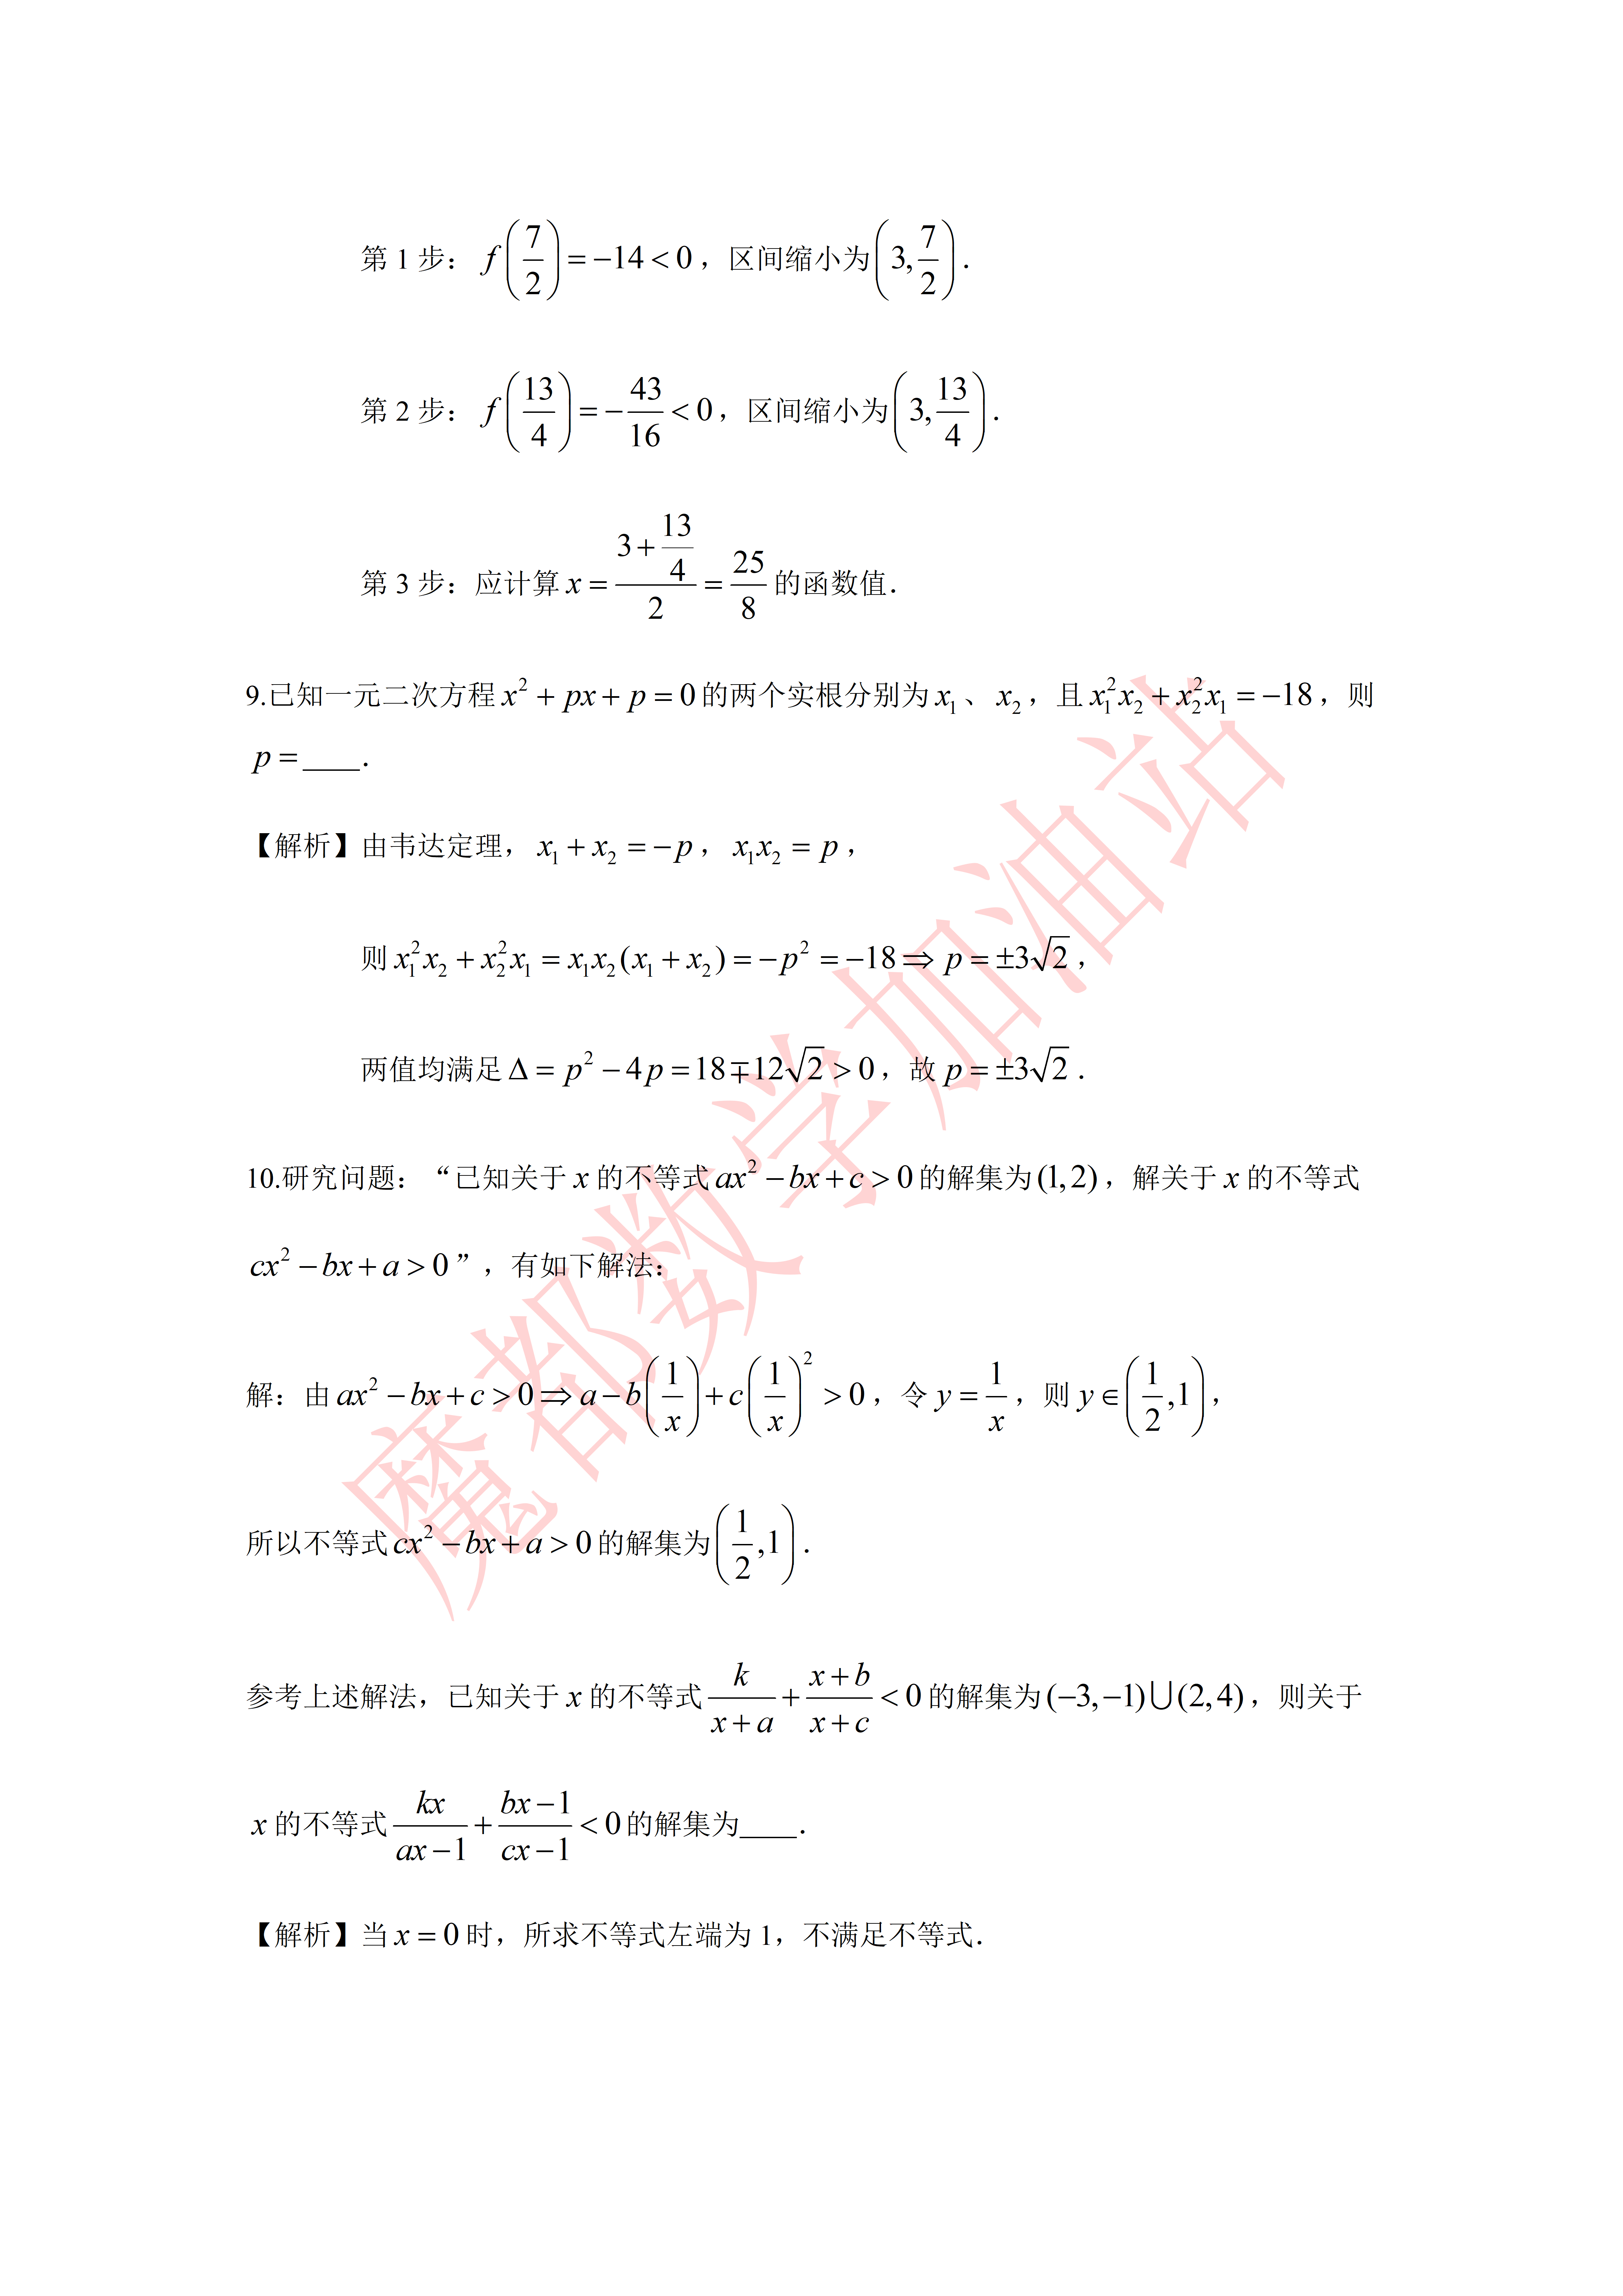 第 1 步：f(7/2) = −14 < 0，区间缩小为(3, 7/2)．
第 2 步：f(13/4) = −43/16 < 0，区间缩小为(3, 13/4)．
第 3 步：应计算 x = (3 + 13/4)/2 = 25/8 的函数值．
9.已知一元二次方程 x² + px + p = 0 的两个实根分别为 x₁、x₂，且 x₁²x₂ + x₂²x₁ = −18，则
p = ____．
【解析】由韦达定理，x₁ + x₂ = −p，x₁x₂ = p，
则 x₁²x₂ + x₂²x₁ = x₁x₂(x₁ + x₂) = −p² = −18 ⇒ p = ±3√2，
两值均满足 Δ = p² − 4p = 18∓12√2 > 0，故 p = ±3√2．
10.研究问题：“已知关于 x 的不等式 ax² − bx + c > 0 的解集为 (1, 2)，解关于 x 的不等式
cx² − bx + a > 0 ”，有如下解法：
解：由 ax² − bx + c > 0 ⇒ a − b(1/x) + c(1/x)² > 0，令 y = 1/x，则 y ∈ (1/2, 1)，
所以不等式 cx² − bx + a > 0 的解集为 (1/2, 1)．
参考上述解法，已知关于 x 的不等式 k/(x + a) + (x + b)/(x + c) < 0 的解集为 (−3, −1)⋃(2, 4)，则关于
x 的不等式 kx/(ax − 1) + (bx − 1)/(cx − 1) < 0 的解集为____．
【解析】当 x = 0 时，所求不等式左端为 1，不满足不等式．
魔都数学加油站